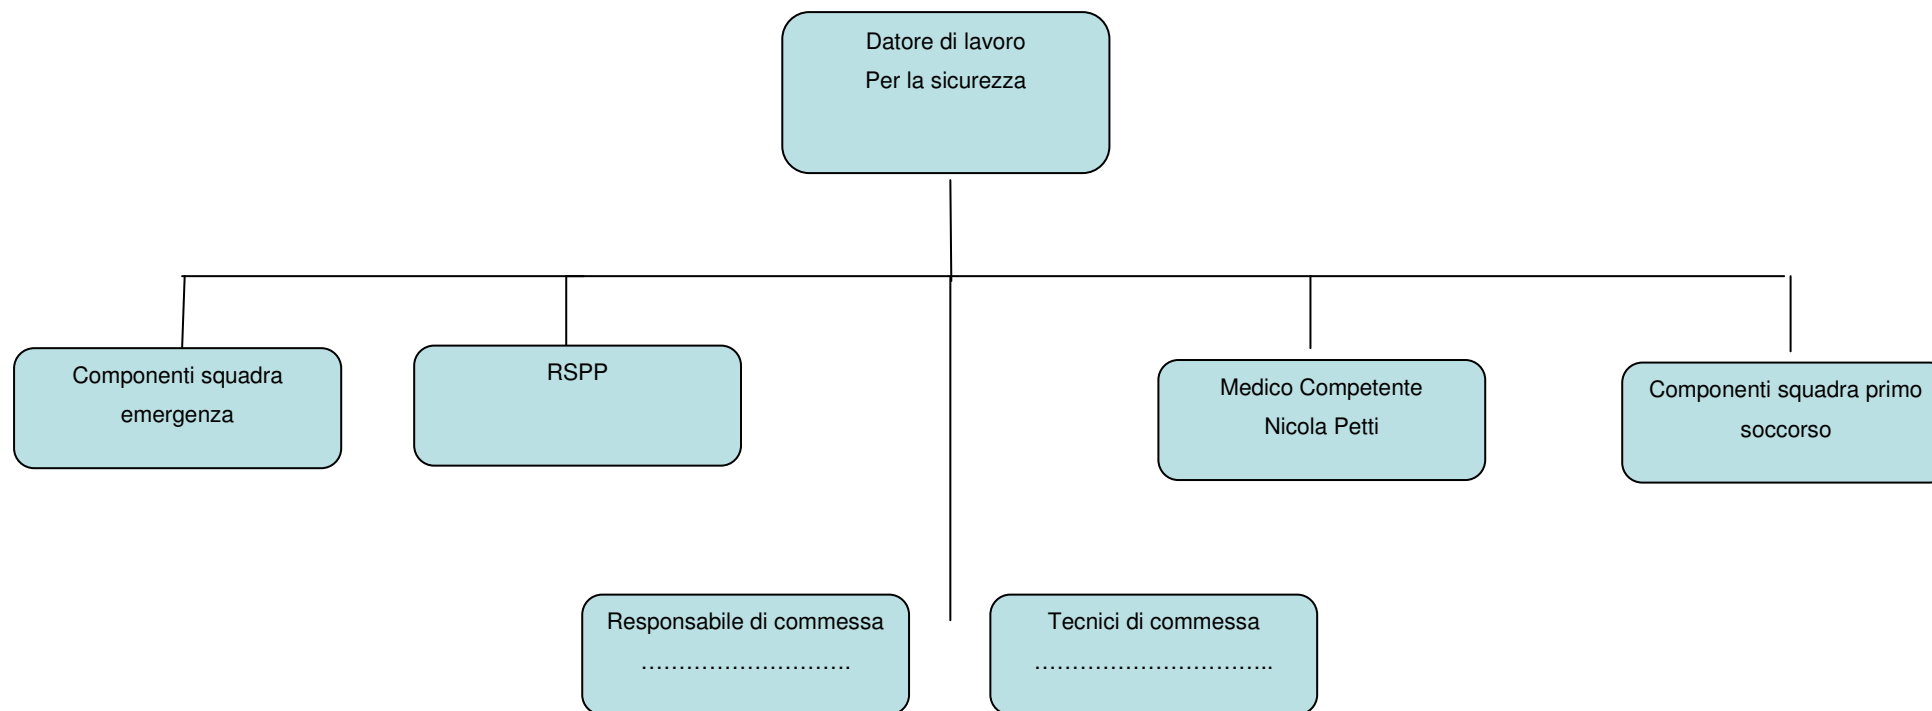 Datore di lavoro
Per la sicurezza
Componenti squadra
emergenza
RSPP
Medico Competente
Nicola Petti
Componenti squadra primo
soccorso
Responsabile di commessa
……………………….
Tecnici di commessa
…………………………..